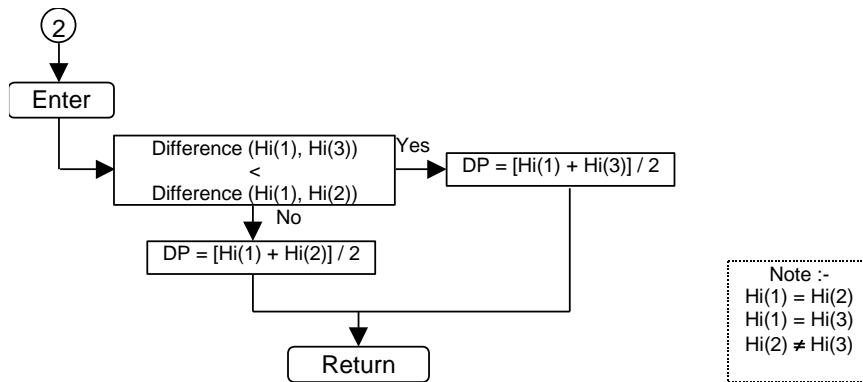 2
Enter
Difference (Hi(1), Hi(3))
<
Difference (Hi(1), Hi(2))
Yes
DP = [Hi(1) + Hi(3)] / 2
No
DP = [Hi(1) + Hi(2)] / 2
Return
Note :-
Hi(1) = Hi(2)
Hi(1) = Hi(3)
Hi(2) ≠ Hi(3)